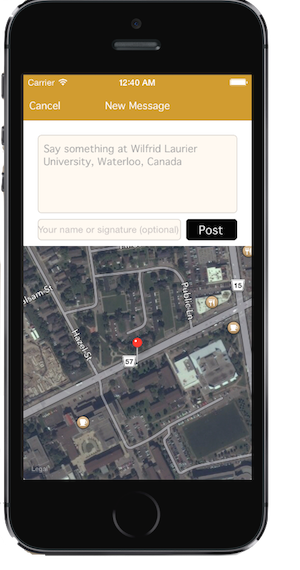 Carrier 12:40 AM
Cancel New Message
Say something at Wilfrid Laurier
University, Waterloo, Canada
Your name or signature (optional) Post
15
Public Ln.
olsam St
Hazel St
57
Legal